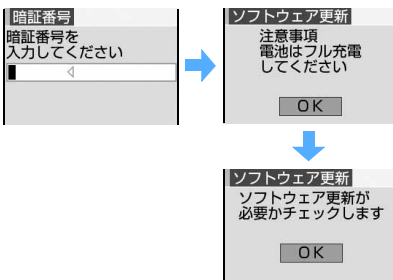 暗証番号
暗証番号を
入力してください
ソフトウェア更新
注意事項
電池はフル充電
してください
OK
ソフトウェア更新
ソフトウェア更新が
必要かチェックします
OK